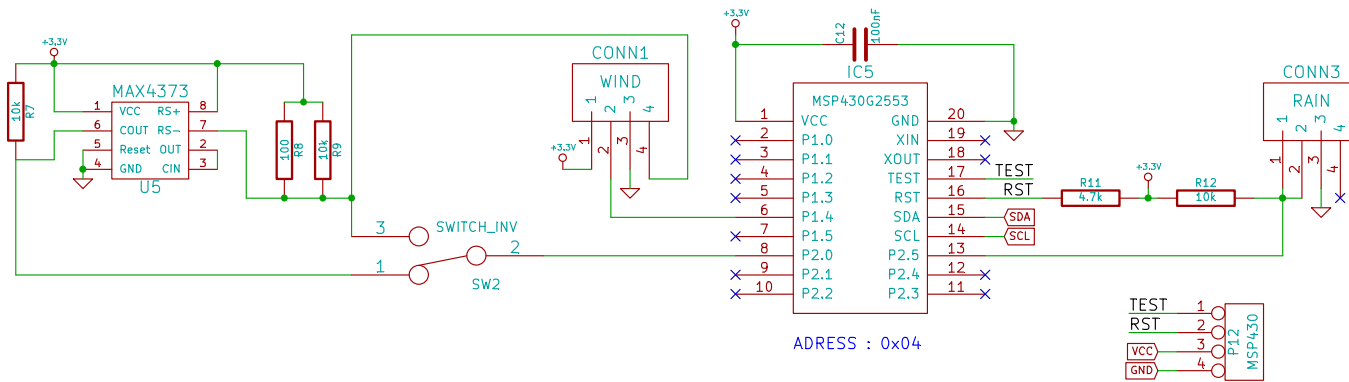 +3,3V
10k
R7
MAX4373
1 VCC RS+ 8
6 COUT RS- 7
5 Reset OUT 2
4 GND CIN 3
U5
100
R8
10k
R9
CONN1
WIND
1 2 3 4
+3,3V
3 SWITCH_INV
2
1
SW2
+3,3V
C12
100nF
IC5
MSP430G2553
1 VCC GND 20
2 P1.0 XIN 19
3 P1.1 XOUT 18
4 P1.2 TEST 17 TEST
5 P1.3 RST 16 RST
6 P1.4 SDA 15 SDA
7 P1.5 SCL 14 SCL
8 P2.0 P2.5 13
9 P2.1 P2.4 12
10 P2.2 P2.3 11
ADRESS : 0x04
R11
4.7k
+3.3V
R12
10k
CONN3
RAIN
1 2 3 4
TEST 1
RST 2
VCC 3
GND 4
P12
MSP430